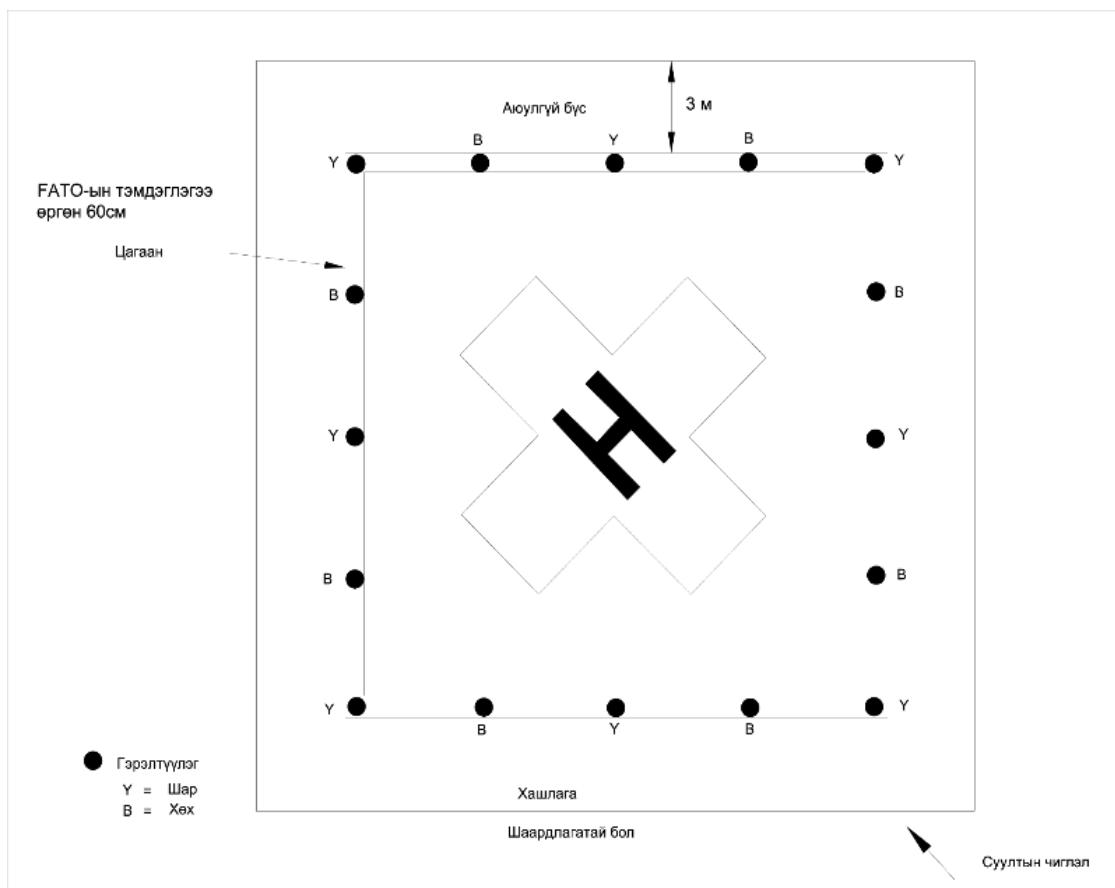 3 м
Аюулгүй бүс
B Y B
Y Y
FATO-ын тэмдэглэгээ
өргөн 60см
Цагаан
B B
H
Y Y
B B
Y Y
B Y B
Гэрэлтүүлэг
Y = Шар
B = Хөх
Хашлага
Шаардлагатай бол
Суултын чиглэл